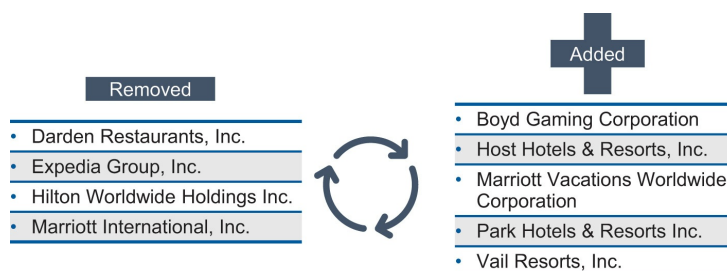 Removed
• Darden Restaurants, Inc.
• Expedia Group, Inc.
• Hilton Worldwide Holdings Inc.
• Marriott International, Inc.
Added
• Boyd Gaming Corporation
• Host Hotels & Resorts, Inc.
• Marriott Vacations Worldwide
Corporation
• Park Hotels & Resorts Inc.
• Vail Resorts, Inc.